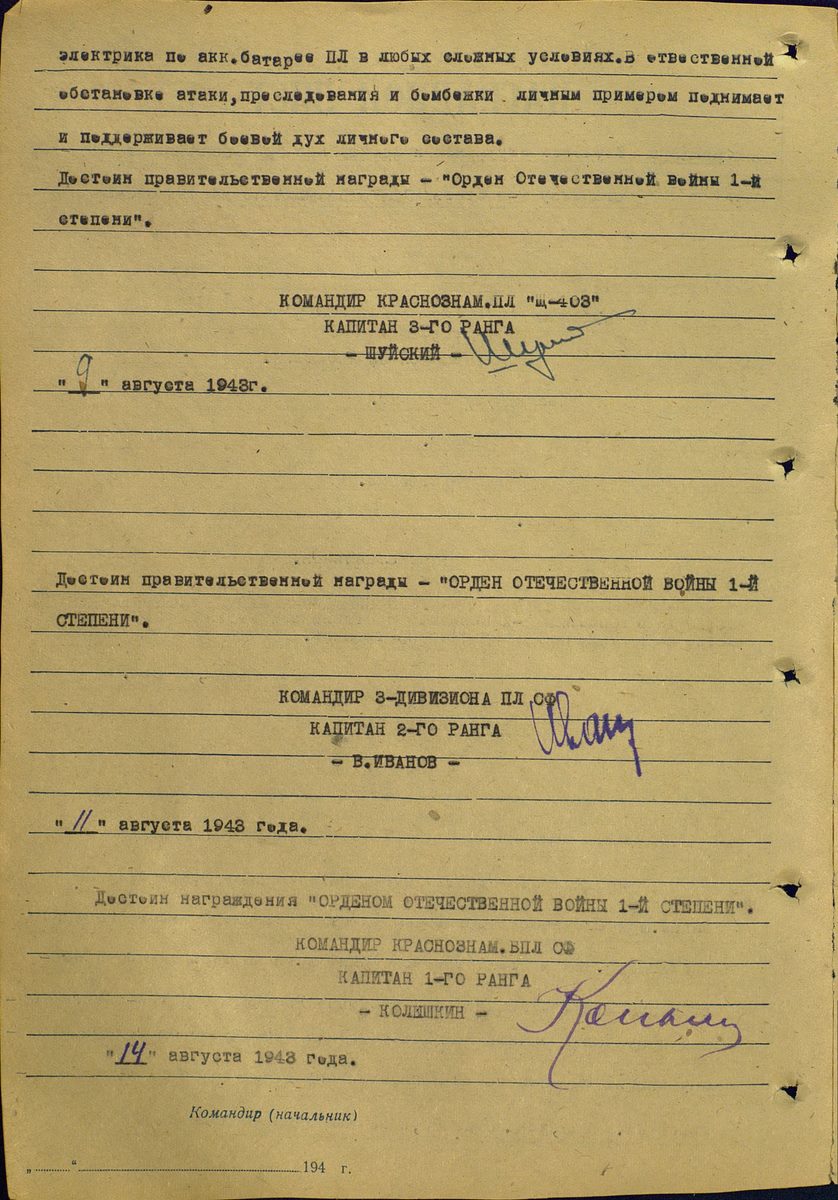 электрика по акк.батарее ПЛ в любых сложных условиях.В отвественной
обстановке атаки,преследования и бомбежки личным примером поднимает
и поддерживает боевой дух личного состава.
Достоин правительственной награды - "Орден Отечественной войны 1-й
степени".
КОМАНДИР КРАСНОЗНАМ.ПЛ "Щ-403"
КАПИТАН 3-ГО РАНГА
- ШУЙСКИЙ -
"9" августа 1943г.
Достоин правительственной награды - "ОРДЕН ОТЕЧЕСТВЕННОЙ ВОЙНЫ 1-Й
СТЕПЕНИ".
КОМАНДИР 3-ДИВИЗИОНА ПЛ СФ
КАПИТАН 2-ГО РАНГА
- В.ИВАНОВ -
"11" августа 1943 года.
Достоин награждения "ОРДЕНОМ ОТЕЧЕСТВЕННОЙ ВОЙНЫ 1-Й СТЕПЕНИ".
КОМАНДИР КРАСНОЗНАМ.БПЛ СФ
КАПИТАН 1-ГО РАНГА
- КОЛЫШКИН -
"14" августа 1943 года.
Командир (начальник)
„ “ 194 г.